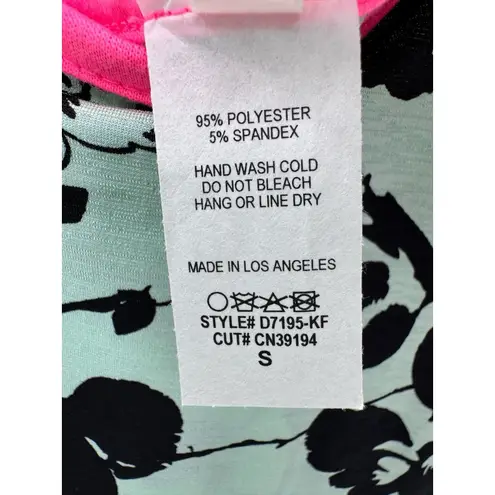 95% POLYESTER
5% SPANDEX
HAND WASH COLD
DO NOT BLEACH
HANG OR LINE DRY
MADE IN LOS ANGELES
STYLE# D7195-KF
CUT# CN39194
S